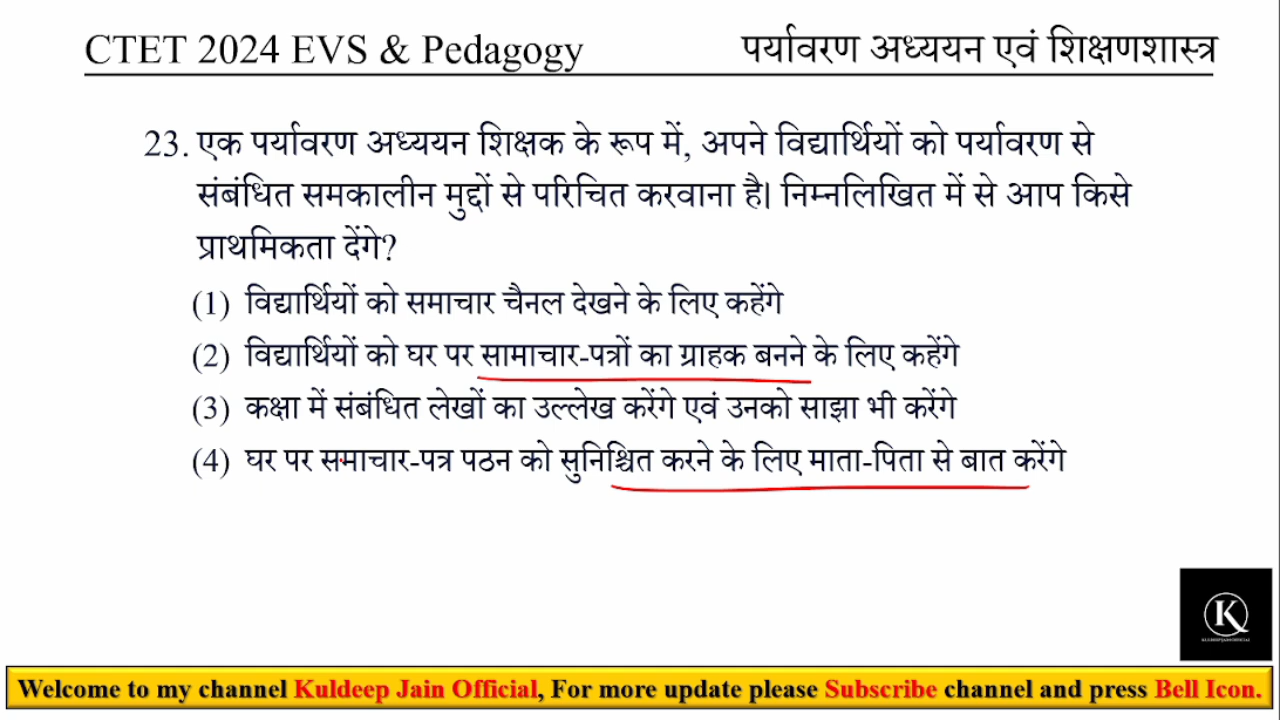 CTET 2024 EVS & Pedagogy पर्यावरण अध्ययन एवं शिक्षणशास्त्र
23. एक पर्यावरण अध्ययन शिक्षक के रूप में, अपने विद्यार्थियों को पर्यावरण से
संबंधित समकालीन मुद्दों से परिचित करवाना है। निम्नलिखित में से आप किसे
प्राथमिकता देंगे?
(1) विद्यार्थियों को समाचार चैनल देखने के लिए कहेंगे
(2) विद्यार्थियों को घर पर सामाचार-पत्रों का ग्राहक बनने के लिए कहेंगे
(3) कक्षा में संबंधित लेखों का उल्लेख करेंगे एवं उनको साझा भी करेंगे
(4) घर पर समाचार-पत्र पठन को सुनिश्चित करने के लिए माता-पिता से बात करेंगे
K
Welcome to my channel Kuldeep Jain Official, For more update please Subscribe channel and press Bell Icon.